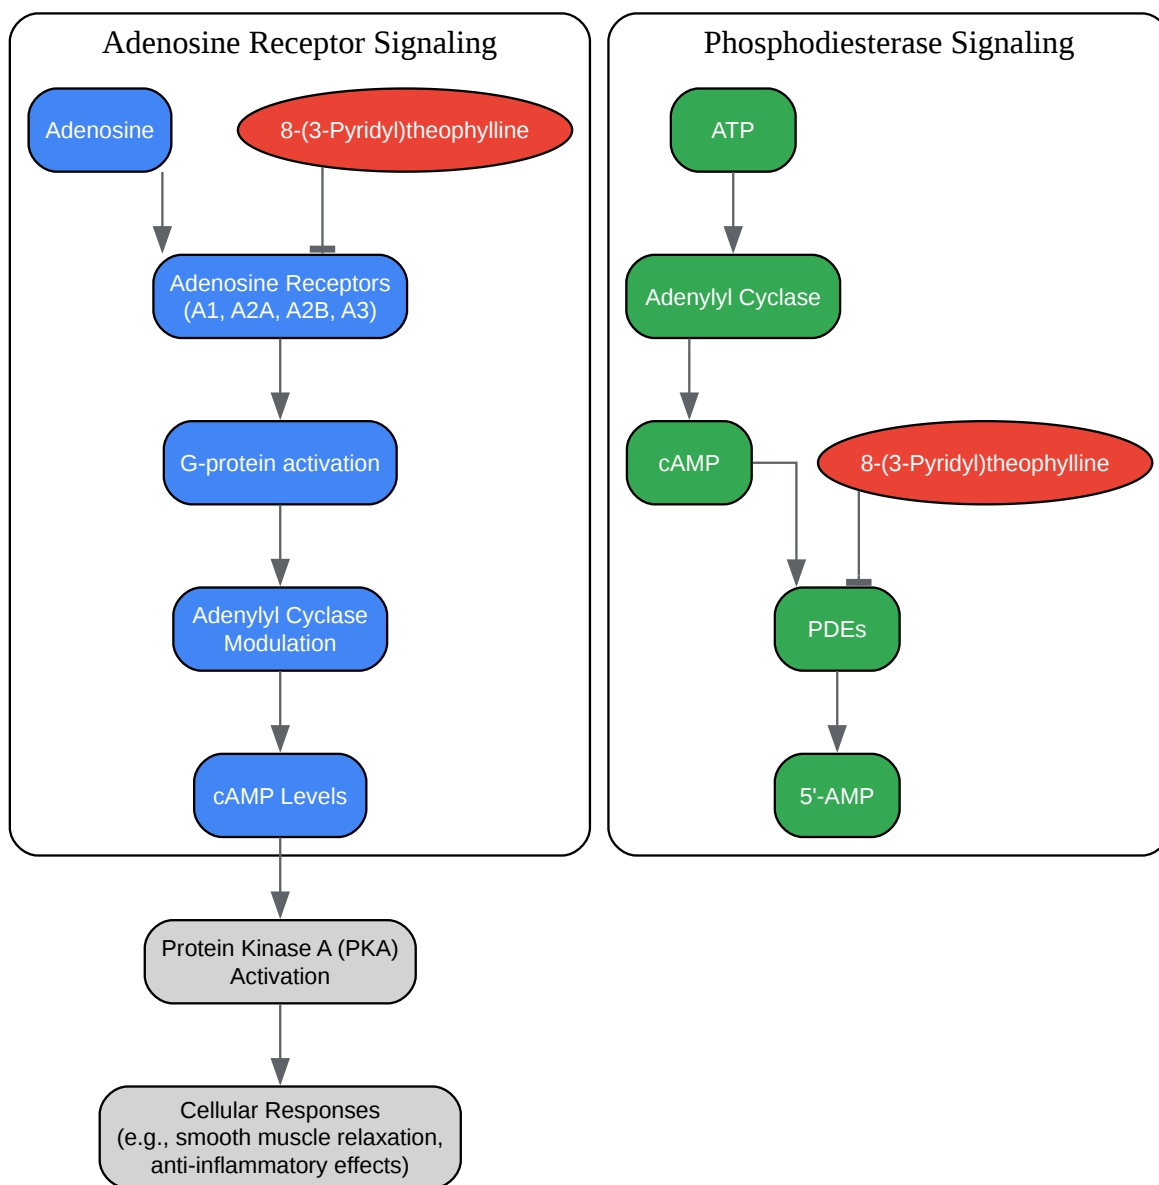 Adenosine Receptor Signaling
Adenosine
8-(3-Pyridyl)theophylline
Adenosine Receptors
(A1, A2A, A2B, A3)
G-protein activation
Adenylyl Cyclase
Modulation
cAMP Levels
Protein Kinase A (PKA)
Activation
Cellular Responses
(e.g., smooth muscle relaxation,
anti-inflammatory effects)
Phosphodiesterase Signaling
ATP
Adenylyl Cyclase
cAMP
8-(3-Pyridyl)theophylline
PDEs
5'-AMP